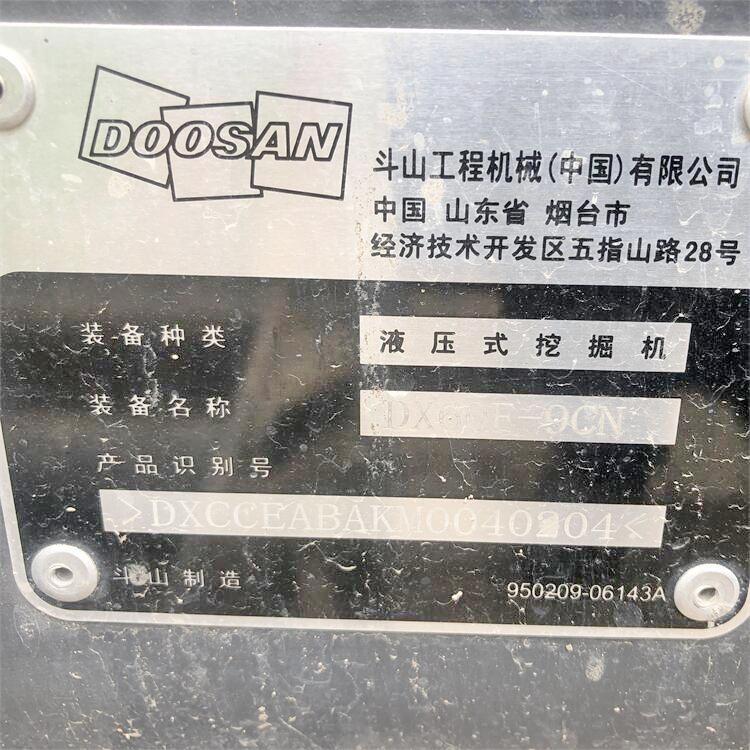 DOOSAN
斗山工程机械(中国)有限公司
中国 山东省 烟台市
经济技术开发区五指山路28号
装备种类 液压式挖掘机
装备名称 DX60E-9CN
产品识别号
>DXCCEABAKM0040204<
斗山制造 950209-06143A